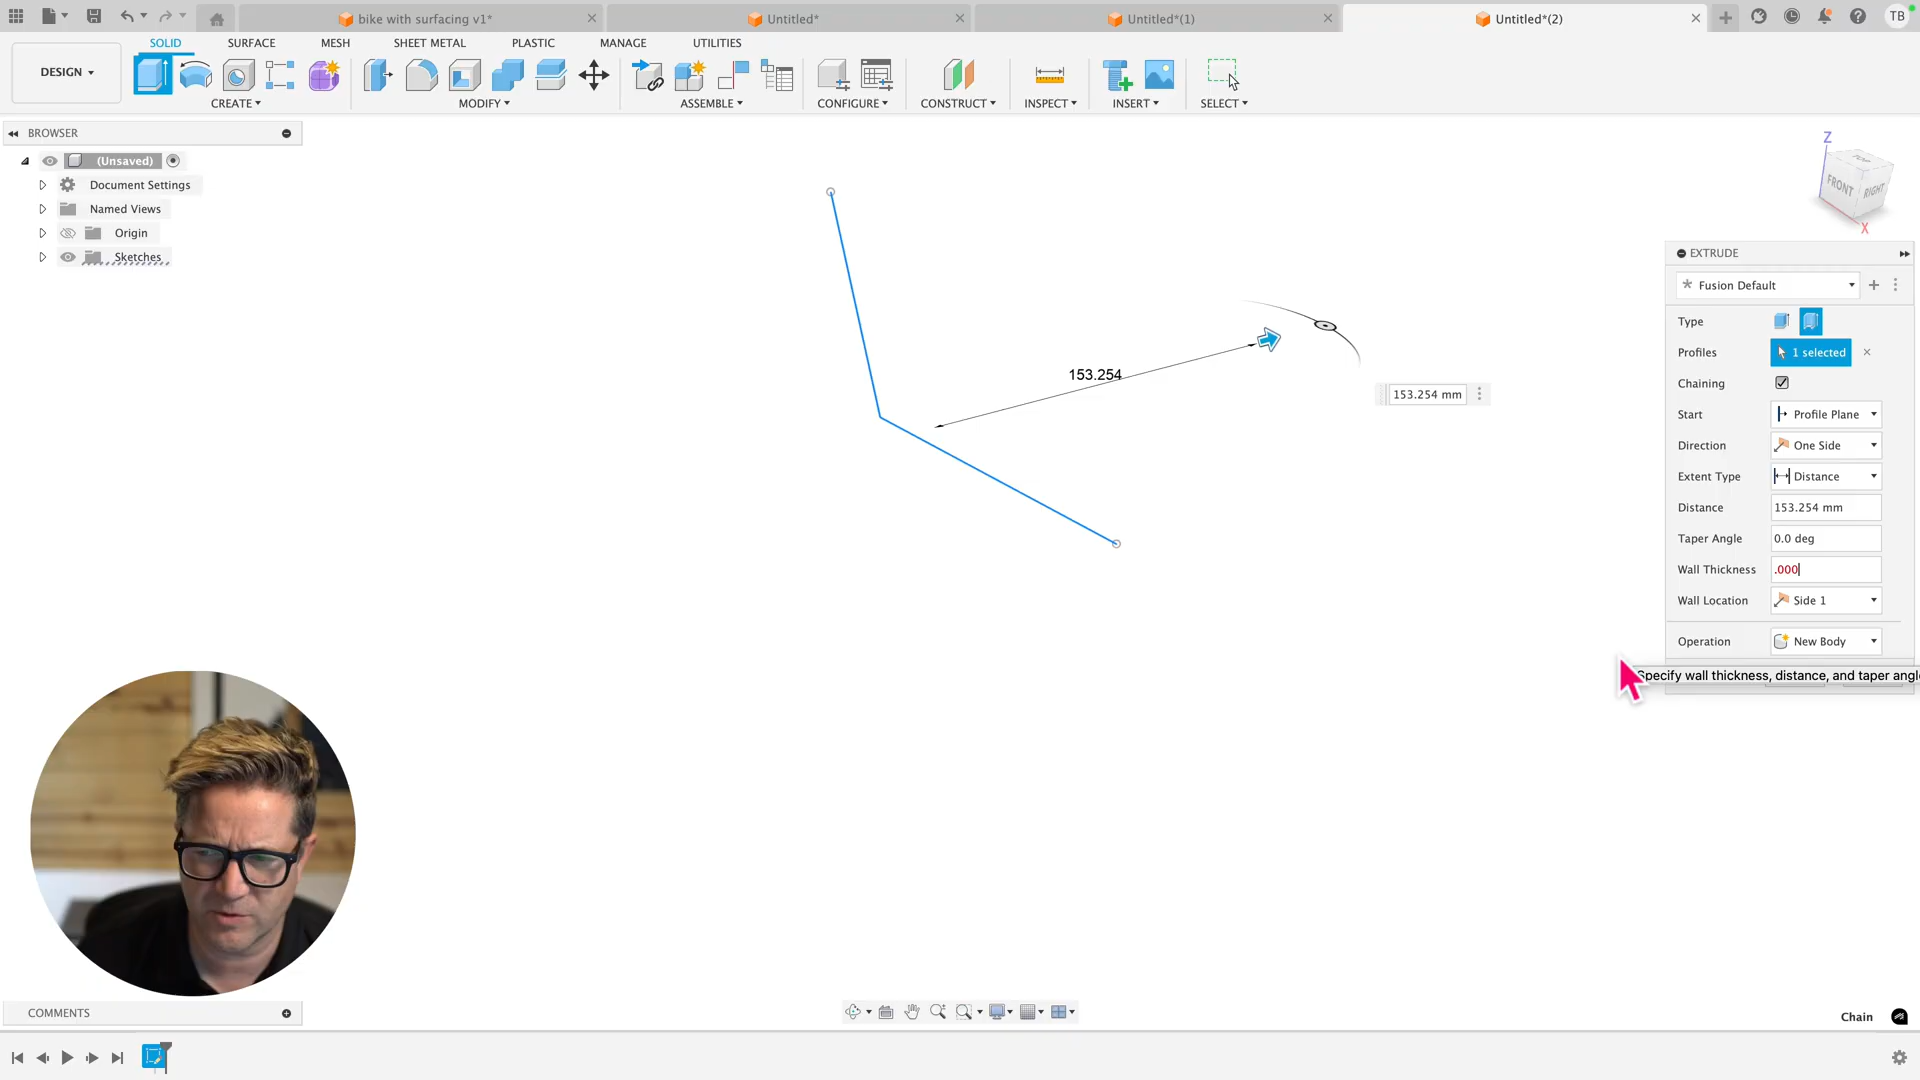 bike with surfacing v1*
Untitled*
Untitled*(1)
Untitled*(2)
TB
DESIGN
SOLID
SURFACE
MESH
SHEET METAL
PLASTIC
MANAGE
UTILITIES
CREATE
MODIFY
ASSEMBLE
CONFIGURE
CONSTRUCT
INSPECT
INSERT
SELECT
BROWSER
(Unsaved)
Document Settings
Named Views
Origin
Sketches
153.254
153.254 mm
Z
TOP
FRONT
RIGHT
X
EXTRUDE
Fusion Default
Type
Profiles
1 selected
Chaining
Start
Profile Plane
Direction
One Side
Extent Type
Distance
Distance
153.254 mm
Taper Angle
0.0 deg
Wall Thickness
.000
Wall Location
Side 1
Operation
New Body
Specify wall thickness, distance, and taper angle
COMMENTS
Chain